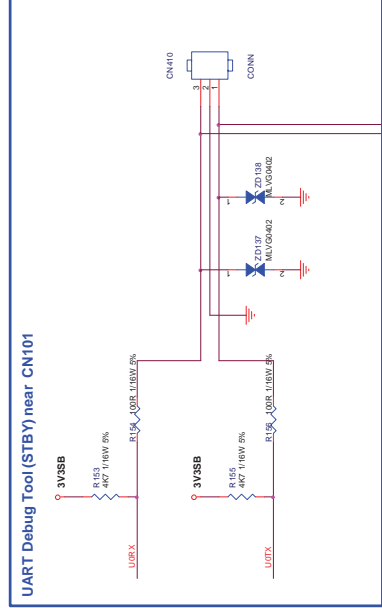 UART Debug Tool (STBY) near CN101
3V3SB
R153
4K7 1/16W 5%
U0RX
R154 100R 1/16W 5%
3V3SB
R155
4K7 1/16W 5%
U0TX
R156 100R 1/16W 5%
1
ZD137
MLVG0402
2
1
ZD138
MLVG0402
2
CN410
3
2
1
CONN